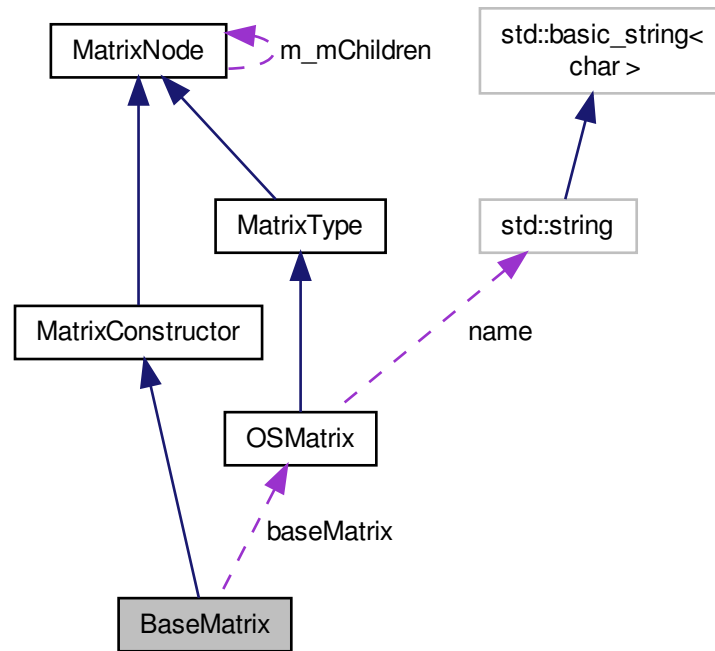 std::basic_string<
char >
MatrixNode
m_mChildren
MatrixType
std::string
MatrixConstructor
name
OSMatrix
baseMatrix
BaseMatrix